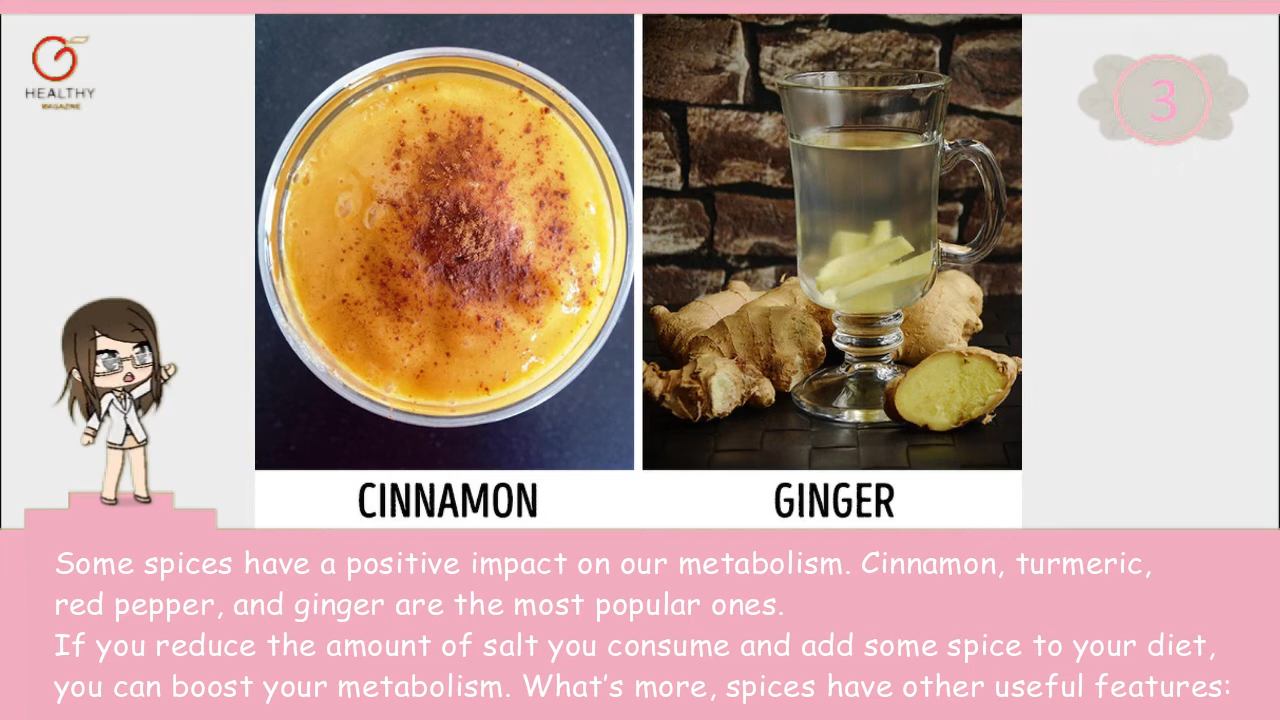 HEALTHY
MAGAZINE
3
CINNAMON
GINGER
Some spices have a positive impact on our metabolism. Cinnamon, turmeric,
red pepper, and ginger are the most popular ones.
If you reduce the amount of salt you consume and add some spice to your diet,
you can boost your metabolism. What's more, spices have other useful features: